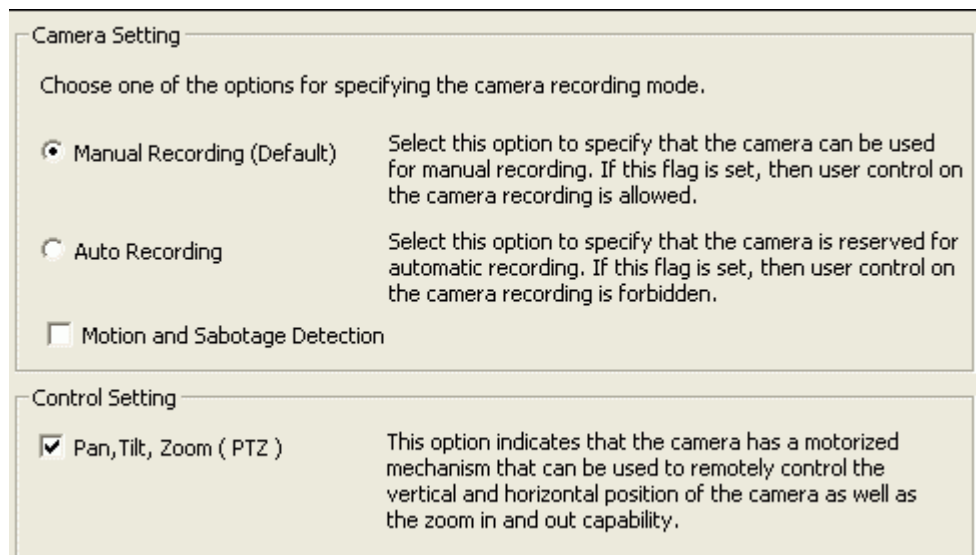 Camera Setting
Choose one of the options for specifying the camera recording mode.
Manual Recording (Default)
Select this option to specify that the camera can be used
for manual recording. If this flag is set, then user control on
the camera recording is allowed.
Auto Recording
Select this option to specify that the camera is reserved for
automatic recording. If this flag is set, then user control on
the camera recording is forbidden.
Motion and Sabotage Detection
Control Setting
Pan,Tilt, Zoom ( PTZ )
This option indicates that the camera has a motorized
mechanism that can be used to remotely control the
vertical and horizontal position of the camera as well as
the zoom in and out capability.